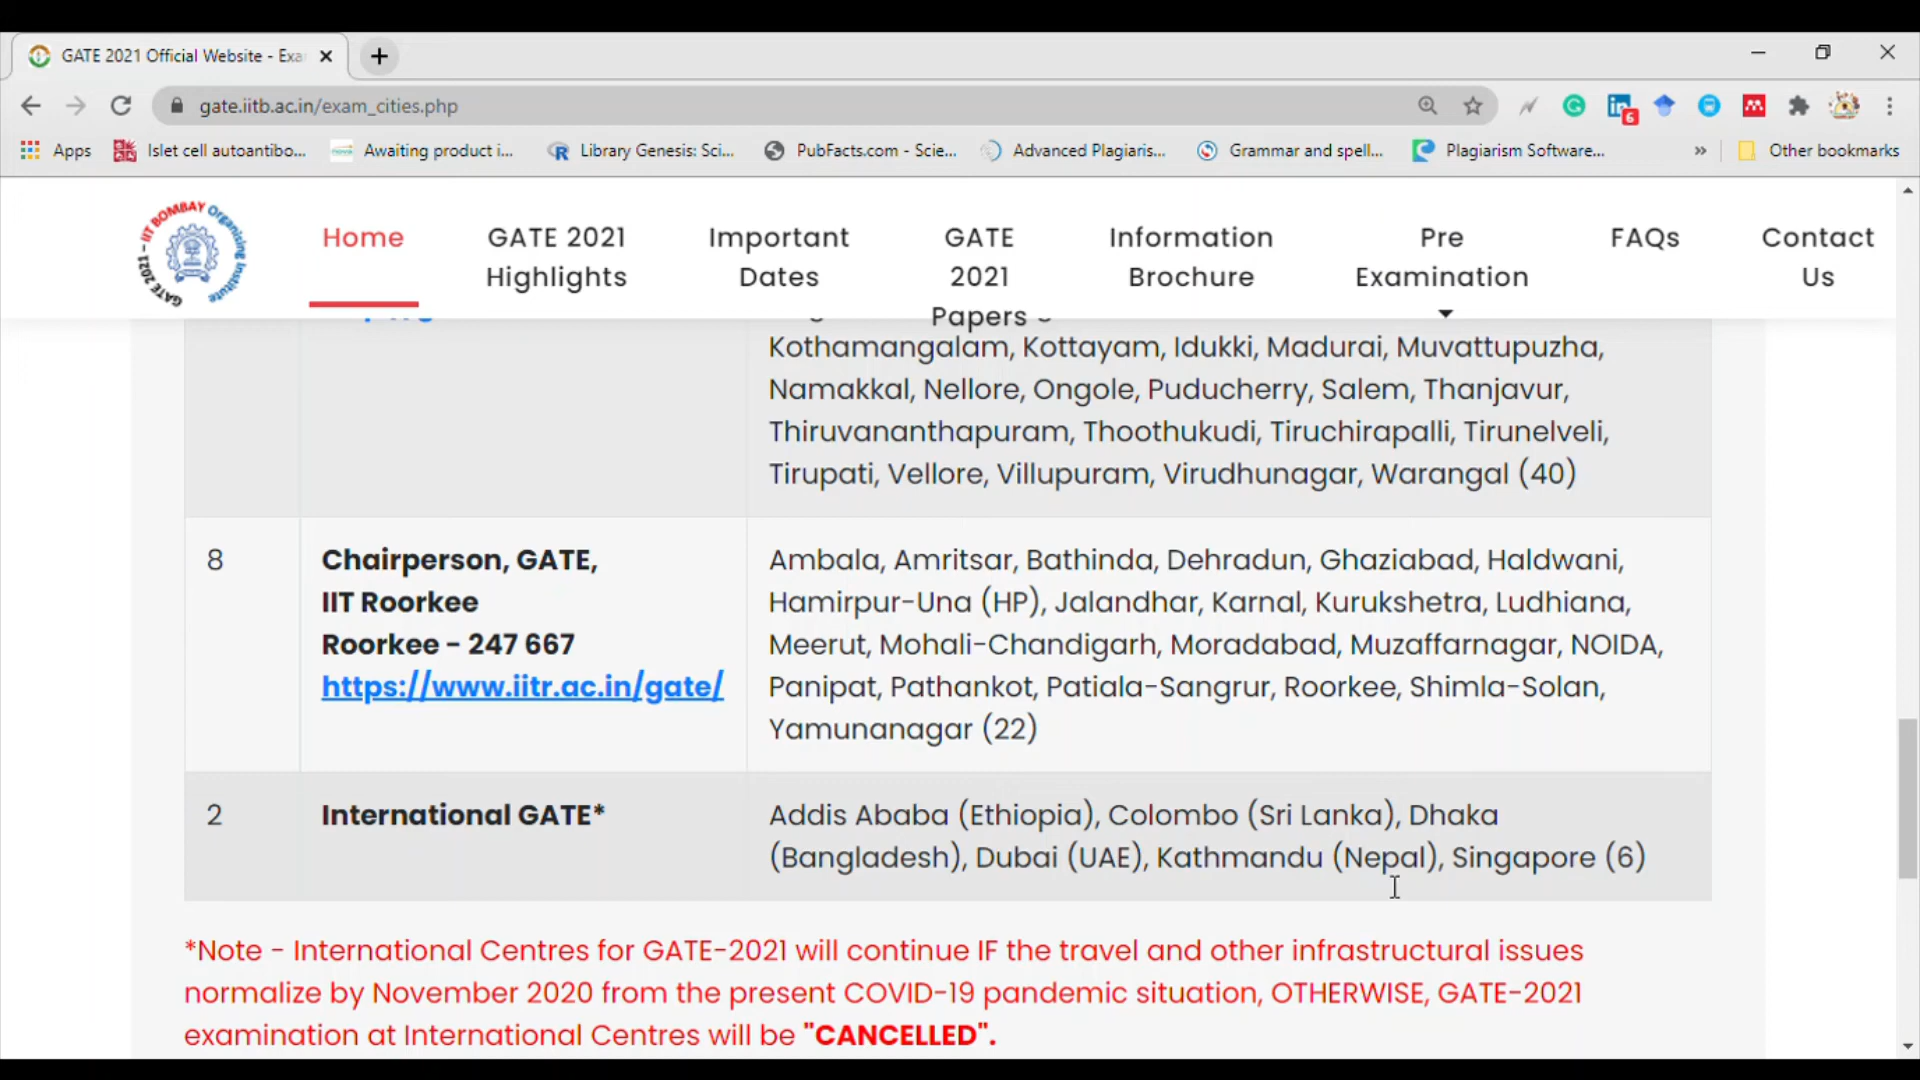 GATE 2021 Official Website - Exa
gate.iitb.ac.in/exam_cities.php
6
Apps Islet cell autoantibo... Awaiting product i... Library Genesis: Sci... PubFacts.com - Scie... Advanced Plagiaris... Grammar and spell... Plagiarism Software... » Other bookmarks
GATE 2021 - IIT BOMBAY Organising Institute
Home
GATE 2021
Highlights
Important
Dates
GATE
2021
Papers
Information
Brochure
Pre
Examination
FAQs
Contact
Us
Kothamangalam, Kottayam, Idukki, Madurai, Muvattupuzha,
Namakkal, Nellore, Ongole, Puducherry, Salem, Thanjavur,
Thiruvananthapuram, Thoothukudi, Tiruchirapalli, Tirunelveli,
Tirupati, Vellore, Villupuram, Virudhunagar, Warangal (40)
8
Chairperson, GATE,
IIT Roorkee
Roorkee - 247 667
https://www.iitr.ac.in/gate/
Ambala, Amritsar, Bathinda, Dehradun, Ghaziabad, Haldwani,
Hamirpur-Una (HP), Jalandhar, Karnal, Kurukshetra, Ludhiana,
Meerut, Mohali-Chandigarh, Moradabad, Muzaffarnagar, NOIDA,
Panipat, Pathankot, Patiala-Sangrur, Roorkee, Shimla-Solan,
Yamunanagar (22)
2
International GATE*
Addis Ababa (Ethiopia), Colombo (Sri Lanka), Dhaka
(Bangladesh), Dubai (UAE), Kathmandu (Nepal), Singapore (6)
*Note - International Centres for GATE-2021 will continue IF the travel and other infrastructural issues
normalize by November 2020 from the present COVID-19 pandemic situation, OTHERWISE, GATE-2021
examination at International Centres will be "CANCELLED".